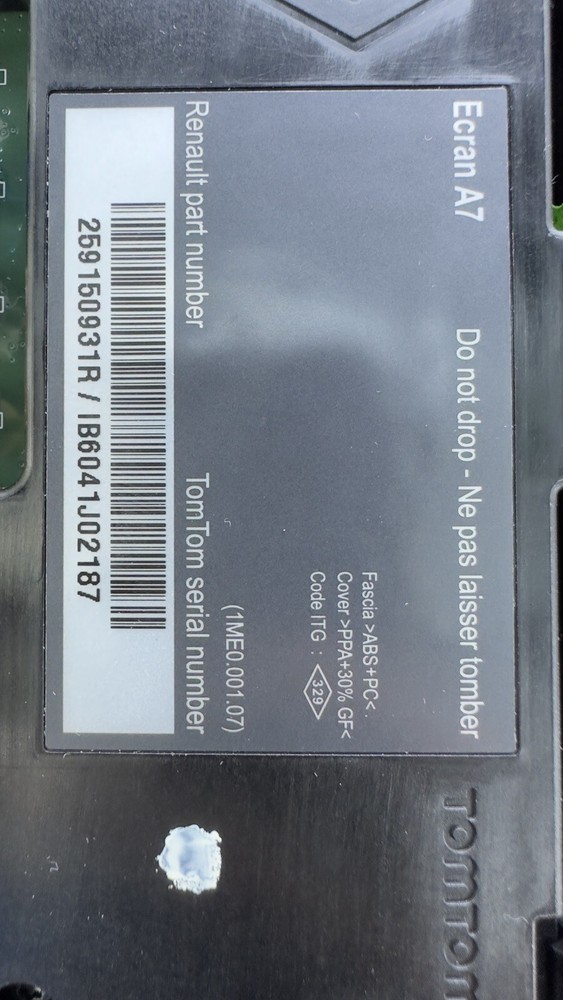 Ecran A7 Do not drop - Ne pas laisser tomber
Fascia >ABS+PC<
Cover >PPA+30% GF<
Code ITG : 329
(1ME0.001.07)
Renault part number TomTom serial number
259150931R / IB6041J02187
TOMTOM